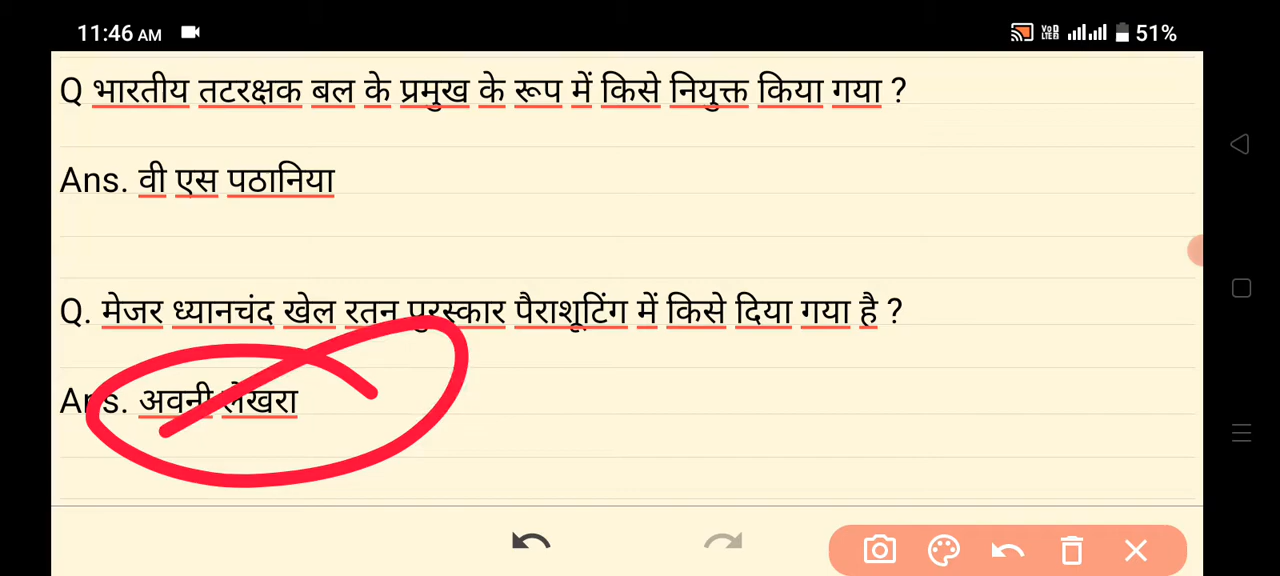 11:46 AM 51%
Q भारतीय तटरक्षक बल के प्रमुख के रूप में किसे नियुक्त किया गया ?
Ans. वी एस पठानिया
Q. मेजर ध्यानचंद खेल रतन पुरस्कार पैराशूटिंग में किसे दिया गया है ?
Ans. अवनी लेखरा